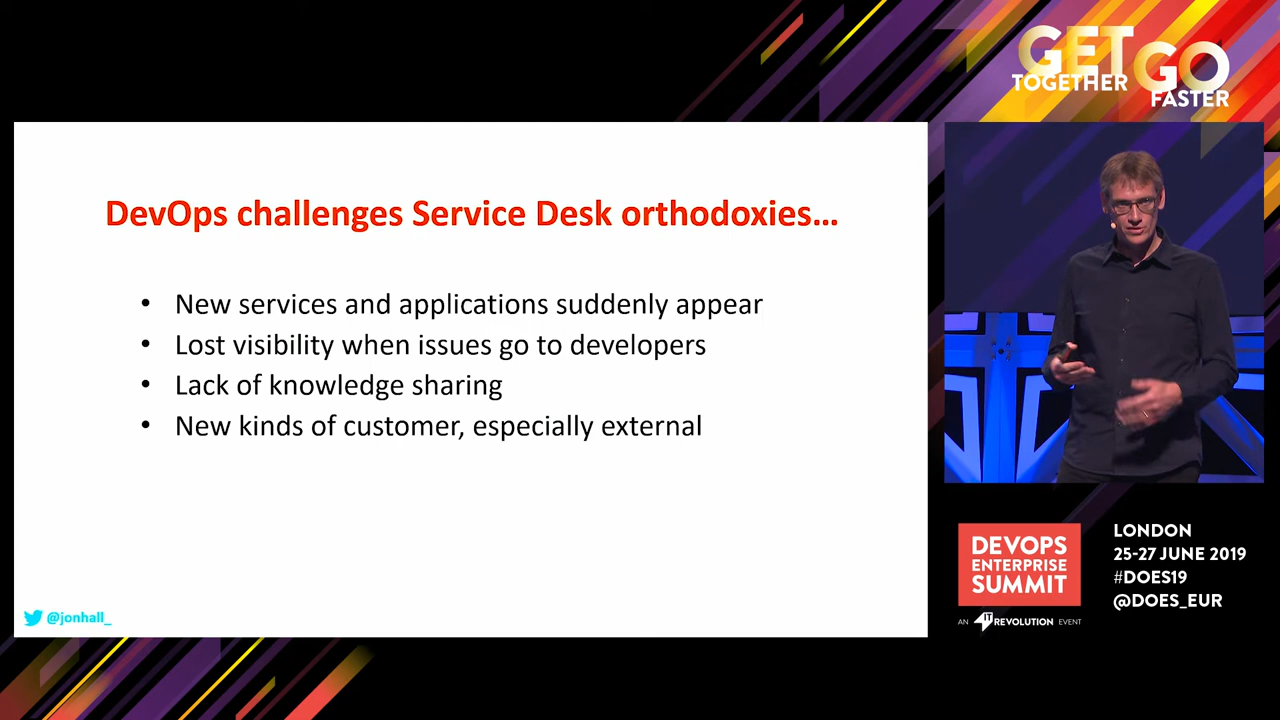 GET
TOGETHER
GO
FASTER
DevOps challenges Service Desk orthodoxies...
• New services and applications suddenly appear
• Lost visibility when issues go to developers
• Lack of knowledge sharing
• New kinds of customer, especially external
@jonhall_
DEVOPS
ENTERPRISE
SUMMIT
AN IT REVOLUTION EVENT
LONDON
25-27 JUNE 2019
#DOES19
@DOES_EUR